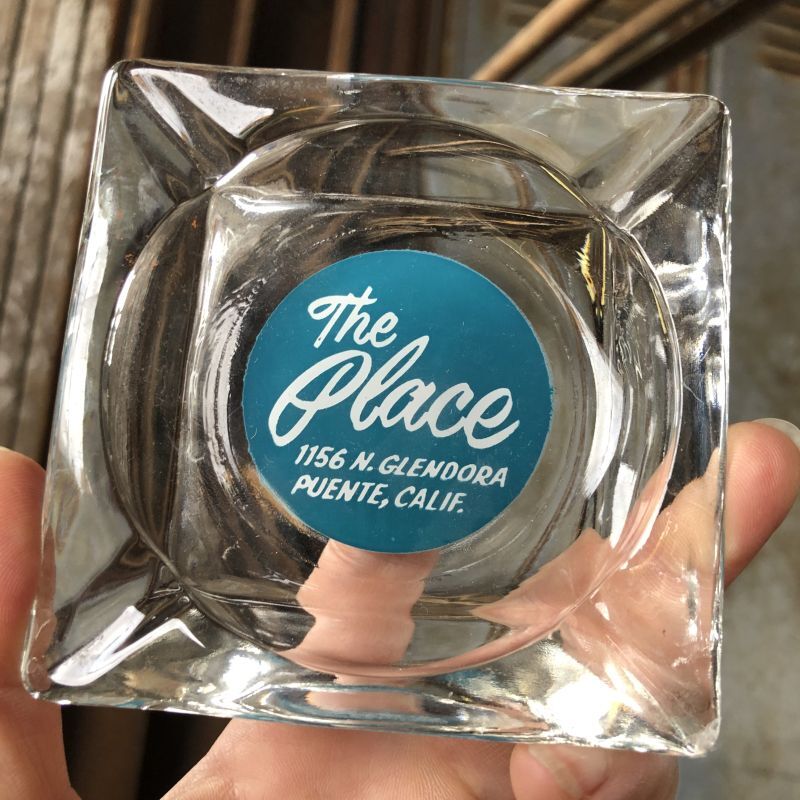 The
Place
1156 N. GLENDORA
PUENTE, CALIF.